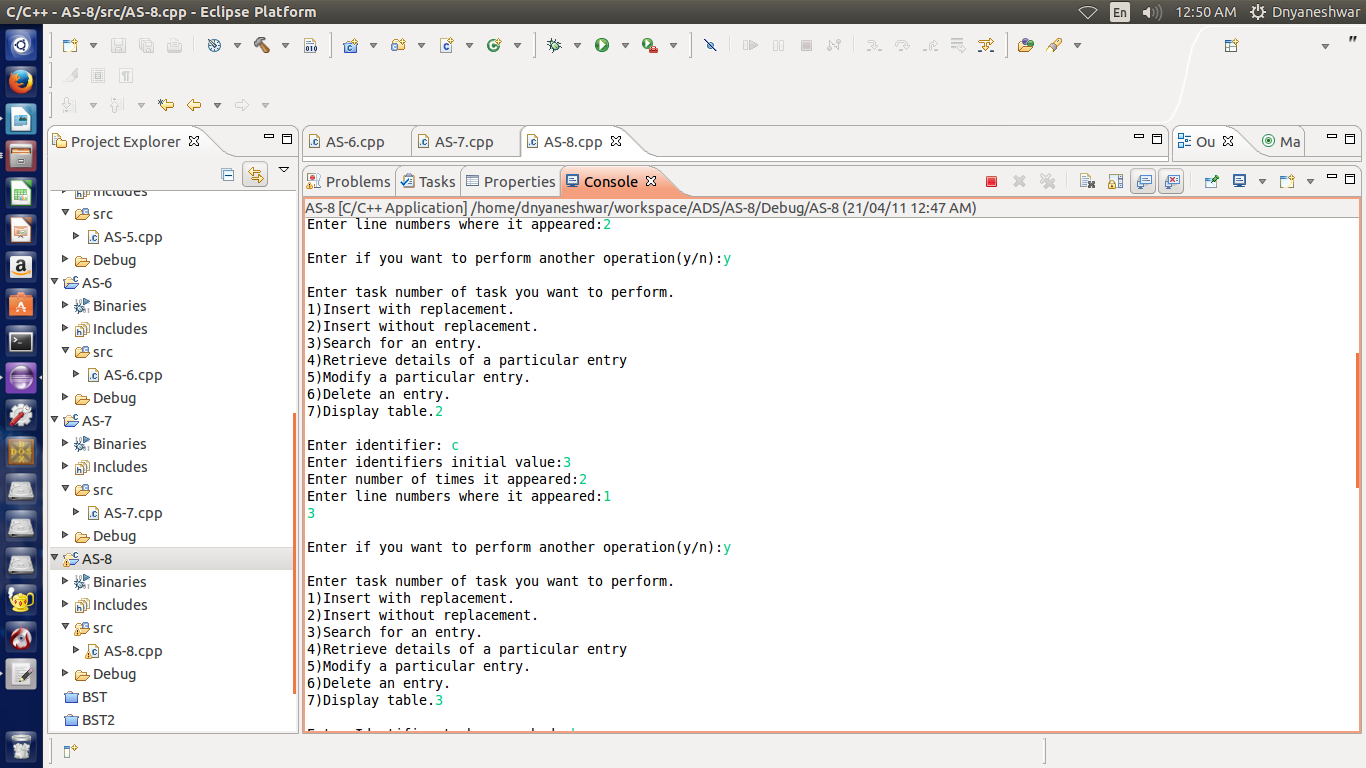 C/C++ - AS-8/src/AS-8.cpp - Eclipse Platform
En
12:50 AM
Dnyaneshwar
010
Project Explorer
AS-6.cpp
AS-7.cpp
AS-8.cpp
Ou
Ma
Problems
Tasks
Properties
Console
Includes
src
AS-5.cpp
Debug
AS-6
Binaries
Includes
src
AS-6.cpp
Debug
AS-7
Binaries
Includes
src
AS-7.cpp
Debug
AS-8
Binaries
Includes
src
AS-8.cpp
Debug
BST
BST2
AS-8 [C/C++ Application] /home/dnyaneshwar/workspace/ADS/AS-8/Debug/AS-8 (21/04/11 12:47 AM)
Enter line numbers where it appeared:2
Enter if you want to perform another operation(y/n):y
Enter task number of task you want to perform.
1)Insert with replacement.
2)Insert without replacement.
3)Search for an entry.
4)Retrieve details of a particular entry
5)Modify a particular entry.
6)Delete an entry.
7)Display table.2
Enter identifier: c
Enter identifiers initial value:3
Enter number of times it appeared:2
Enter line numbers where it appeared:1
3
Enter if you want to perform another operation(y/n):y
Enter task number of task you want to perform.
1)Insert with replacement.
2)Insert without replacement.
3)Search for an entry.
4)Retrieve details of a particular entry
5)Modify a particular entry.
6)Delete an entry.
7)Display table.3